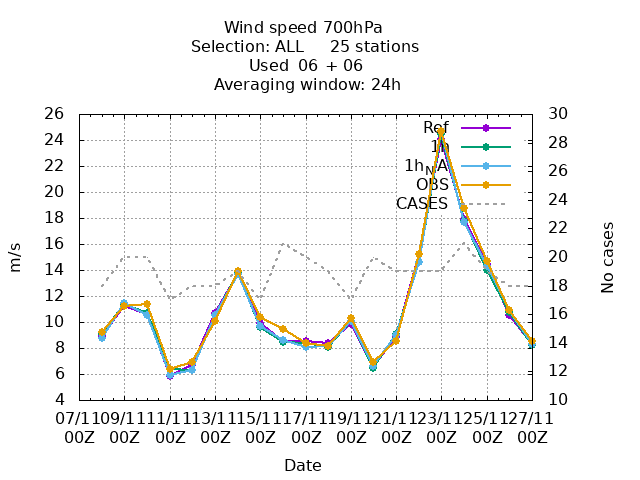 Wind speed 700hPa
Selection: ALL     25 stations
Used  06 + 06
Averaging window: 24h
26
24
22
20
18
16
14
12
10
8
6
4
m/s
30
28
26
24
22
20
18
16
14
12
10
No cases
Ref
1h
1hNA
OBS
CASES
07/11 09/11 11/11 13/11 15/11 17/11 19/11 21/11 23/11 25/11 27/11
00Z 00Z 00Z 00Z 00Z 00Z 00Z 00Z 00Z 00Z 00Z
Date